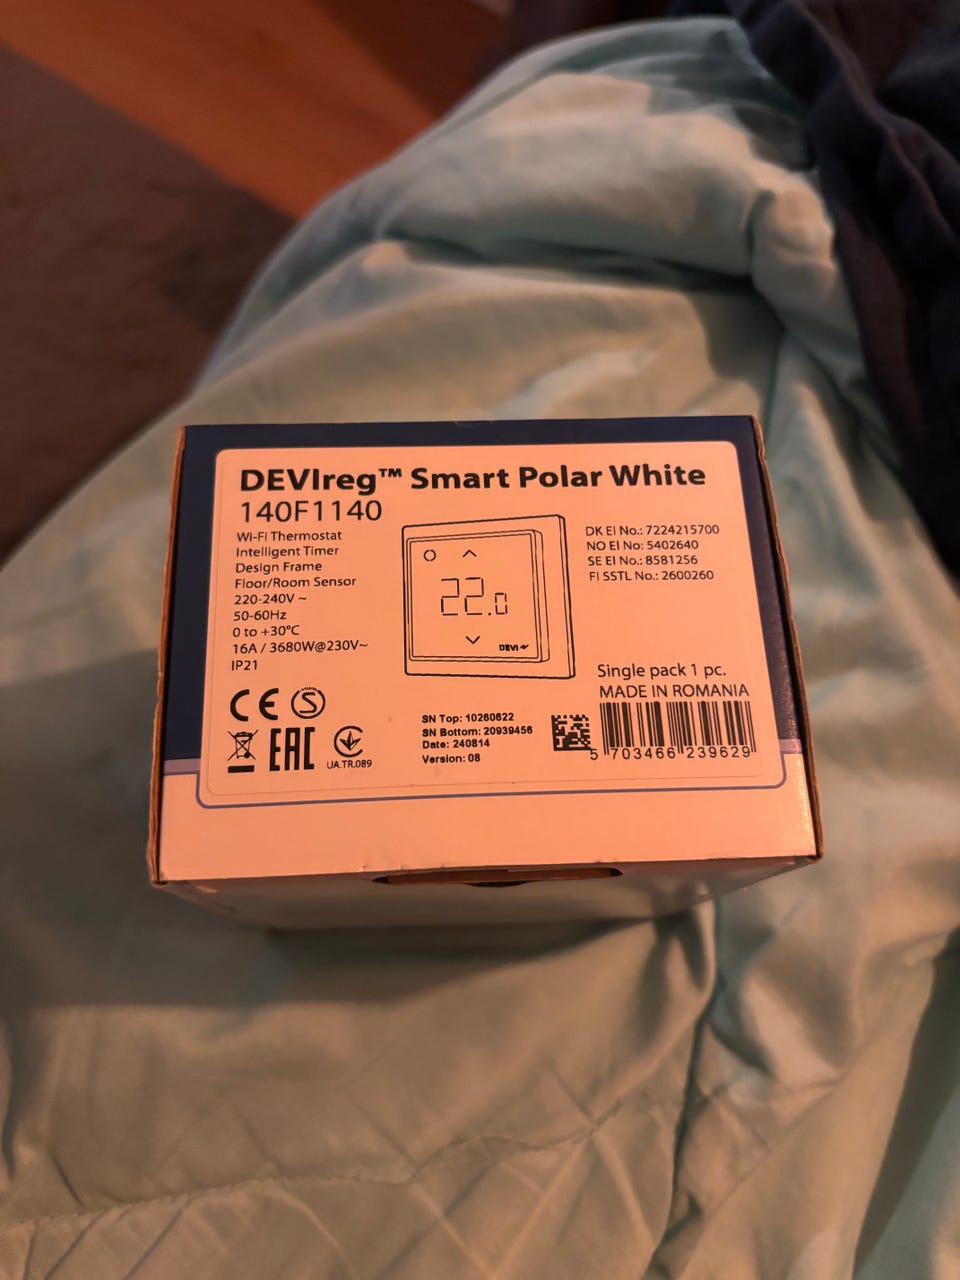 DEVIreg™ Smart Polar White
140F1140
Wi-Fi Thermostat
Intelligent Timer
Design Frame
Floor/Room Sensor
220-240V ~
50-60Hz
0 to +30°C
16A / 3680W@230V~
IP21
22.0
DEVI
DK EI No.: 7224215700
NO EI No: 5402640
SE EI No.: 8581256
FI SSTL No.: 2600260
Single pack 1 pc.
MADE IN ROMANIA
CE S
EAC
UA.TR.089
SN Top: 10260622
SN Bottom: 20939456
Date: 240814
Version: 08
5 703466 239629